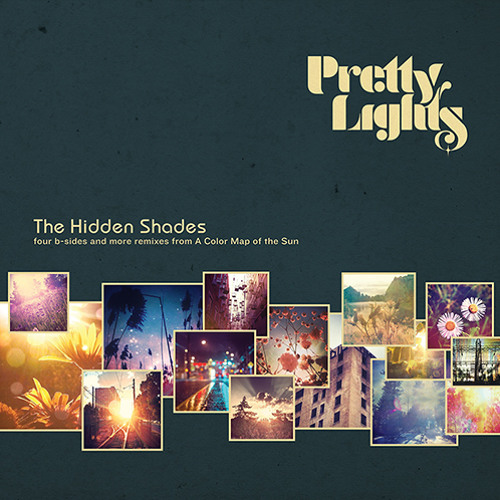 Pretty
Lights
The Hidden Shades
four b-sides and more remixes from A Color Map of the Sun